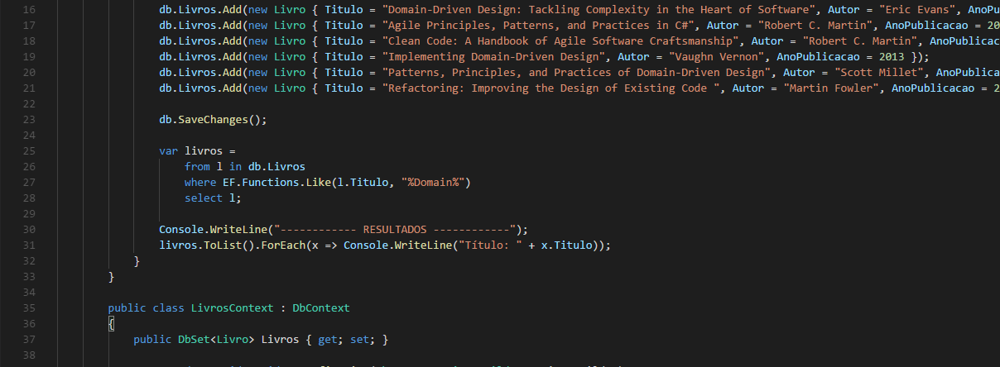 16 db.Livros.Add(new Livro { Titulo = "Domain-Driven Design: Tackling Complexity in the Heart of Software", Autor = "Eric Evans", AnoPu
17 db.Livros.Add(new Livro { Titulo = "Agile Principles, Patterns, and Practices in C#", Autor = "Robert C. Martin", AnoPublicacao = 20
18 db.Livros.Add(new Livro { Titulo = "Clean Code: A Handbook of Agile Software Craftsmanship", Autor = "Robert C. Martin", AnoPublicac
19 db.Livros.Add(new Livro { Titulo = "Implementing Domain-Driven Design", Autor = "Vaughn Vernon", AnoPublicacao = 2013 });
20 db.Livros.Add(new Livro { Titulo = "Patterns, Principles, and Practices of Domain-Driven Design", Autor = "Scott Millet", AnoPublica
21 db.Livros.Add(new Livro { Titulo = "Refactoring: Improving the Design of Existing Code ", Autor = "Martin Fowler", AnoPublicacao = 2
22
23 db.SaveChanges();
24
25 var livros =
26 from l in db.Livros
27 where EF.Functions.Like(l.Titulo, "%Domain%")
28 select l;
29
30 Console.WriteLine("------------ RESULTADOS ------------");
31 livros.ToList().ForEach(x => Console.WriteLine("Título: " + x.Titulo));
32 }
33 }
34
35 public class LivrosContext : DbContext
36 {
37 public DbSet<Livro> Livros { get; set; }
38